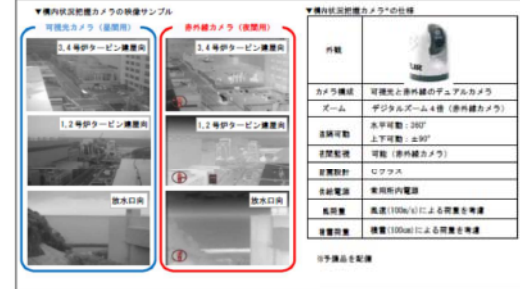 ▼構内状況把握カメラの映像サンプル
可視光カメラ（昼間用）
赤外線カメラ（夜間用）
3,4号炉タービン建屋向
3,4号炉タービン建屋向
1,2号炉タービン建屋向
1,2号炉タービン建屋向
放水口向
放水口向
▼構内状況把握カメラ*の仕様
外観
カメラ構成 可視光と赤外線のデュアルカメラ
ズーム デジタルズーム4倍（赤外線カメラ）
遠隔可動 水平可動：360°
上下可動：±90°
夜間監視 可能（赤外線カメラ）
耐震設計 Cクラス
供給電源 常用所内電源
風荷重 風速(100m/s)による荷重を考慮
積雪荷重 積雪(100cm)による荷重を考慮
※予備品を配備